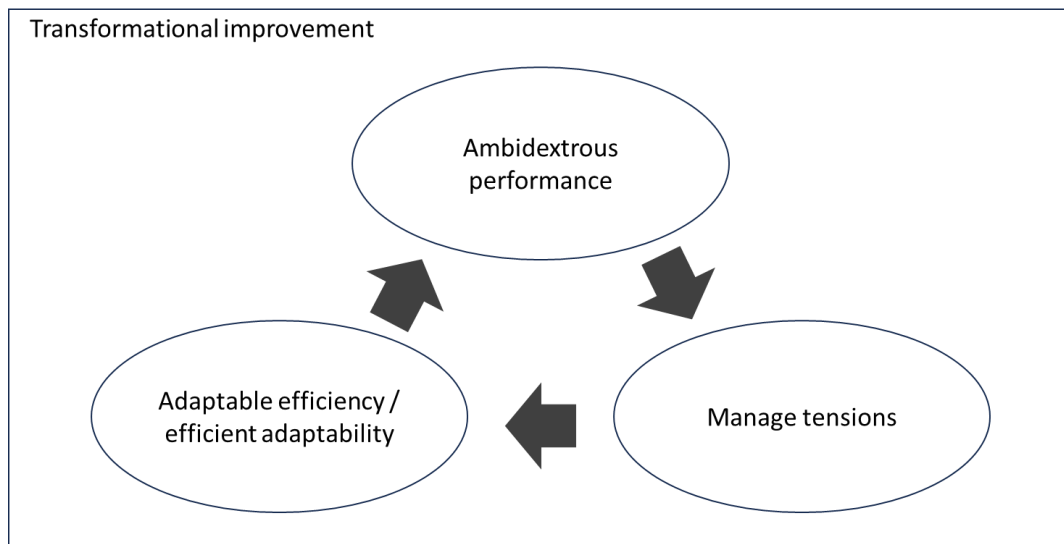 Transformational improvement
Ambidextrous
performance
Adaptable efficiency /
efficient adaptability
Manage tensions